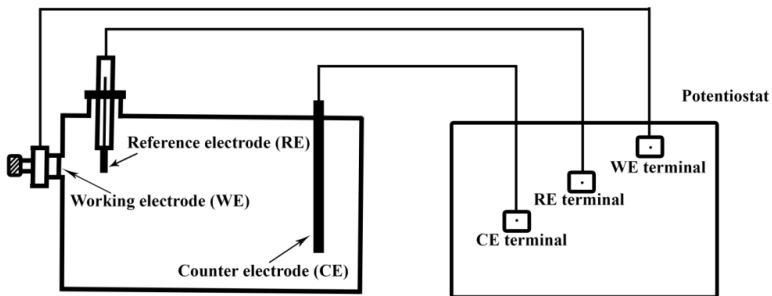 Potentiostat
Reference electrode (RE)
WE terminal
Working electrode (WE)
RE terminal
CE terminal
Counter electrode (CE)